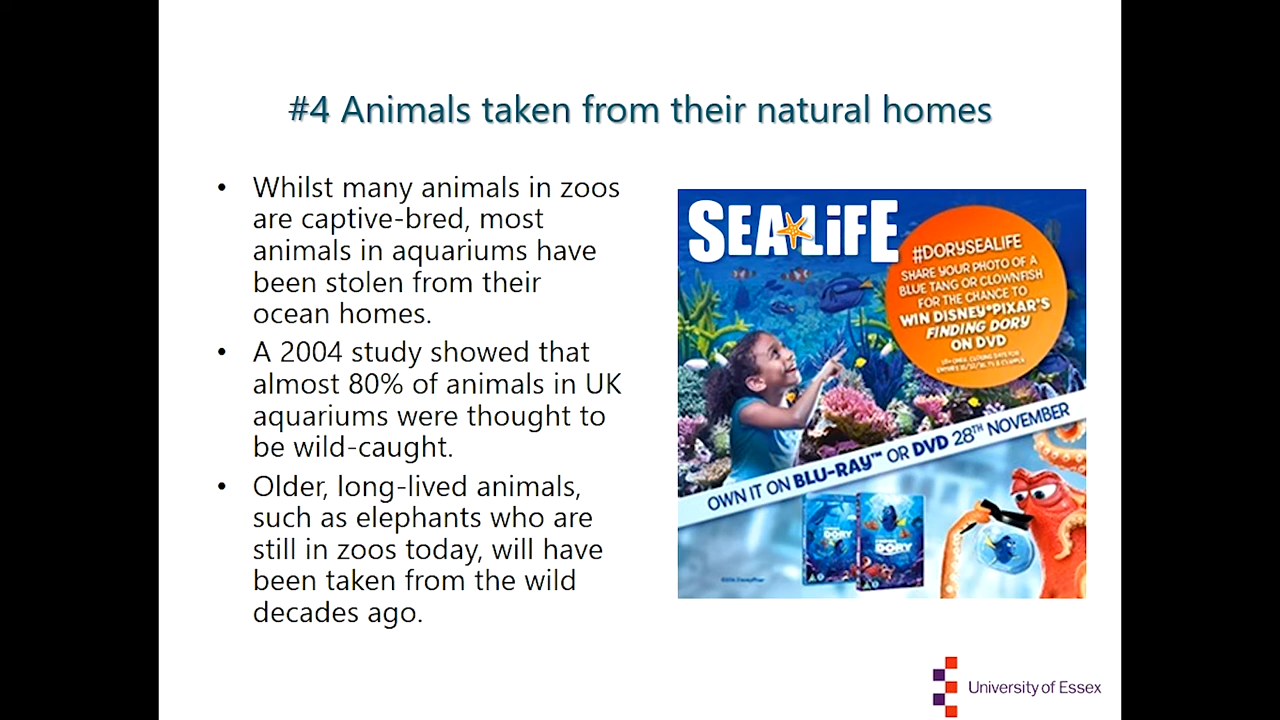 #4 Animals taken from their natural homes
• Whilst many animals in zoos
are captive-bred, most
animals in aquariums have
been stolen from their
ocean homes.
• A 2004 study showed that
almost 80% of animals in UK
aquariums were thought to
be wild-caught.
• Older, long-lived animals,
such as elephants who are
still in zoos today, will have
been taken from the wild
decades ago.
SEA LiFE
#DORYSEALIFE
SHARE YOUR PHOTO OF A
BLUE TANG OR CLOWNFISH
FOR THE CHANCE TO
WIN DISNEY•PIXAR'S
FINDING DORY
ON DVD
OWN IT ON BLU-RAY™ OR DVD 28TH NOVEMBER
DORY
DORY
University of Essex